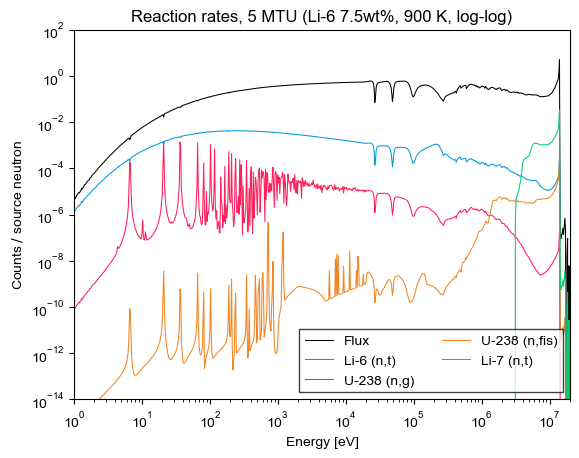 Reaction rates, 5 MTU (Li-6 7.5wt%, 900 K, log-log)
Counts / source neutron
10^2
10^0
10^-2
10^-4
10^-6
10^-8
10^-10
10^-12
10^-14
Flux
Li-6 (n,t)
U-238 (n,g)
U-238 (n,fis)
Li-7 (n,t)
10^0 10^1 10^2 10^3 10^4 10^5 10^6 10^7
Energy [eV]